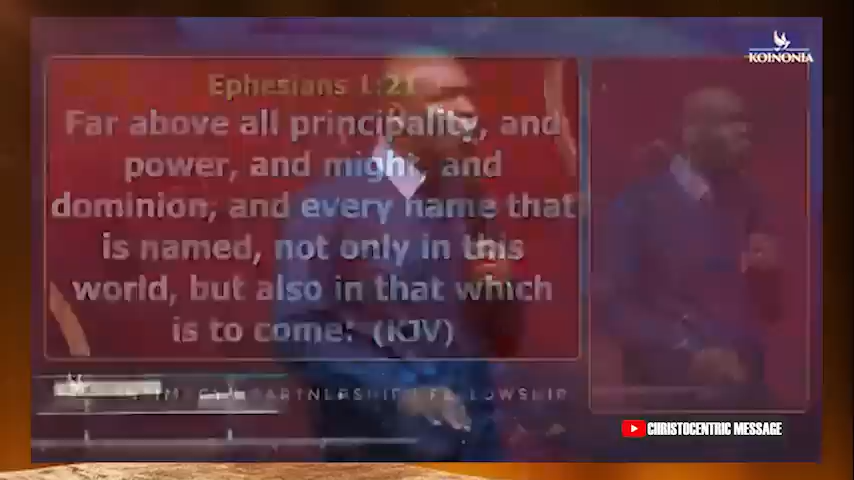 KOINONIA
Ephesians 1:21
Far above all principality, and
power, and might, and
dominion, and every name that
is named, not only in this
world, but also in that which
is to come: (KJV)
CHRISTOCENTRIC MESSAGE